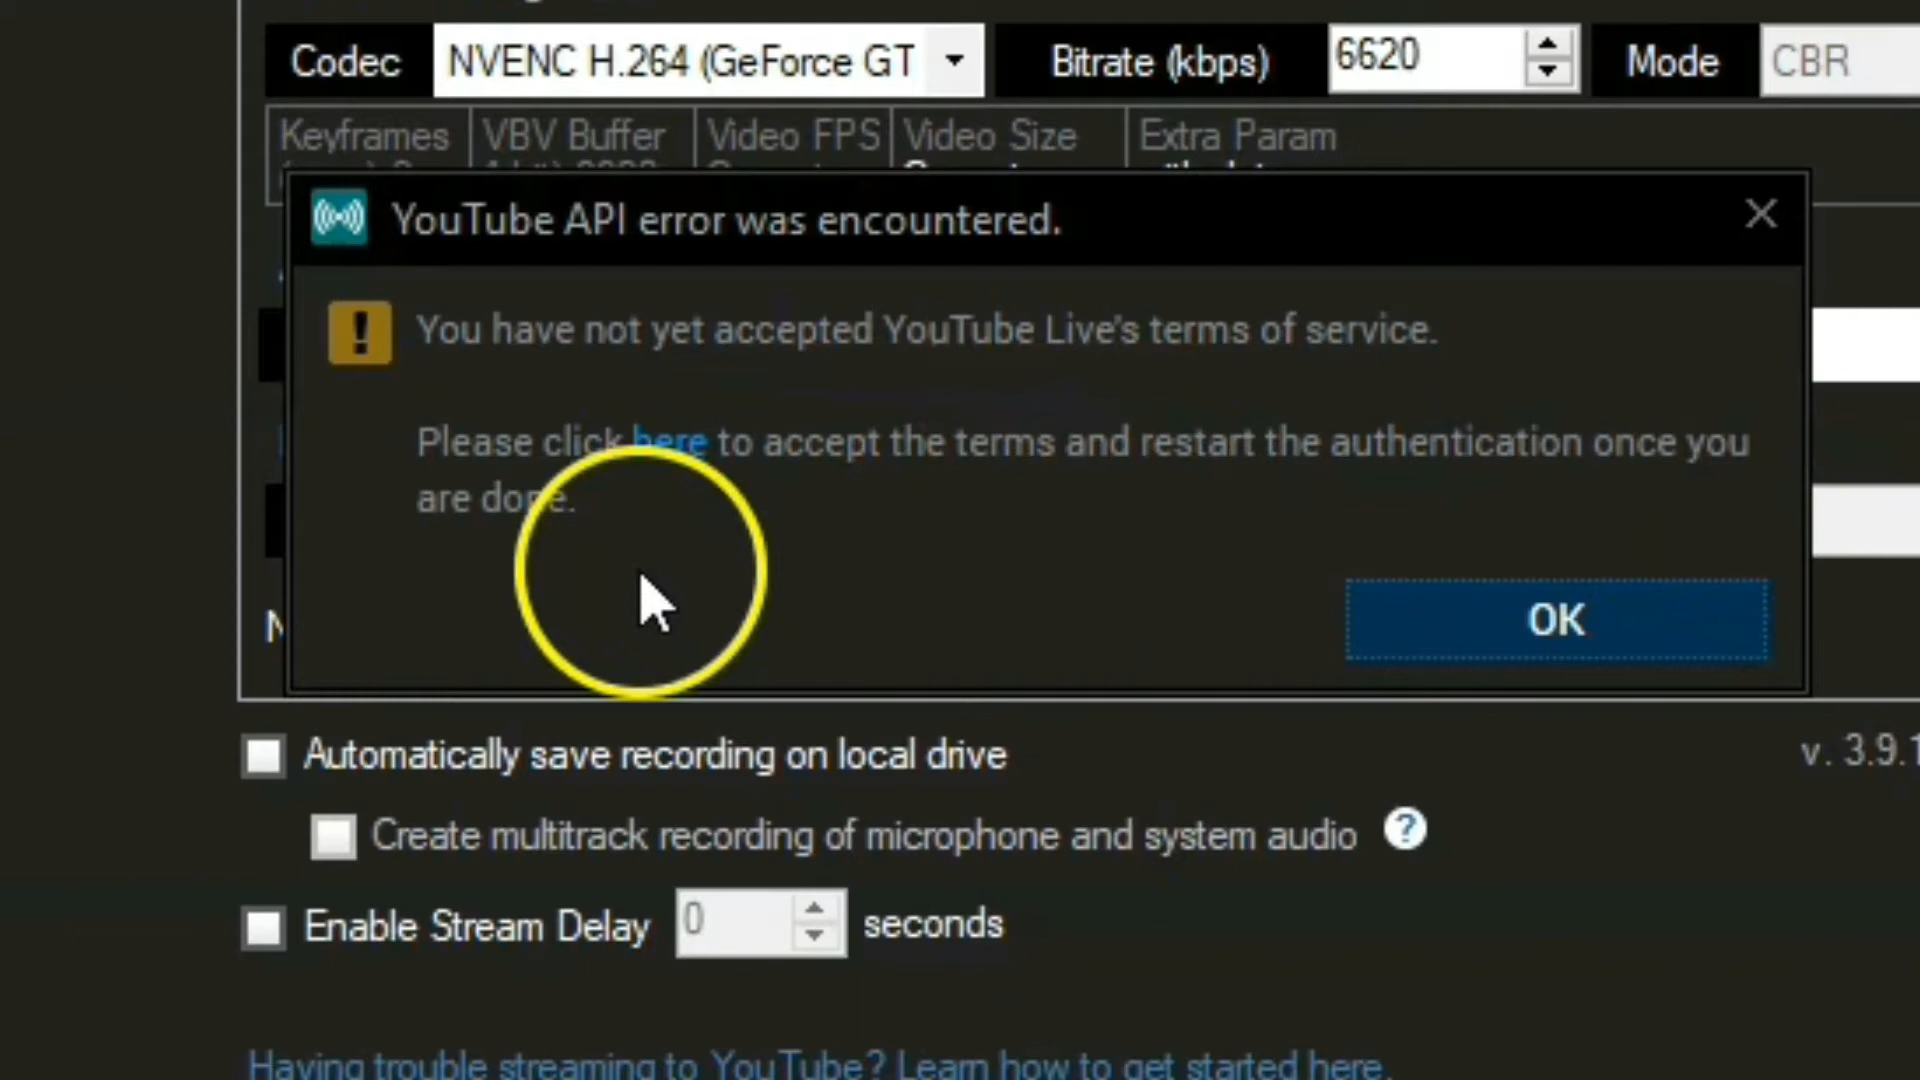 Codec NVENC H.264 (GeForce GT Bitrate (kbps) 6620 Mode CBR
Keyframes VBV Buffer Video FPS Video Size Extra Param
YouTube API error was encountered.
You have not yet accepted YouTube Live's terms of service.
Please click here to accept the terms and restart the authentication once you
are done.
OK
Automatically save recording on local drive v. 3.9.1
Create multitrack recording of microphone and system audio ?
Enable Stream Delay 0 seconds
Having trouble streaming to YouTube? Learn how to get started here.